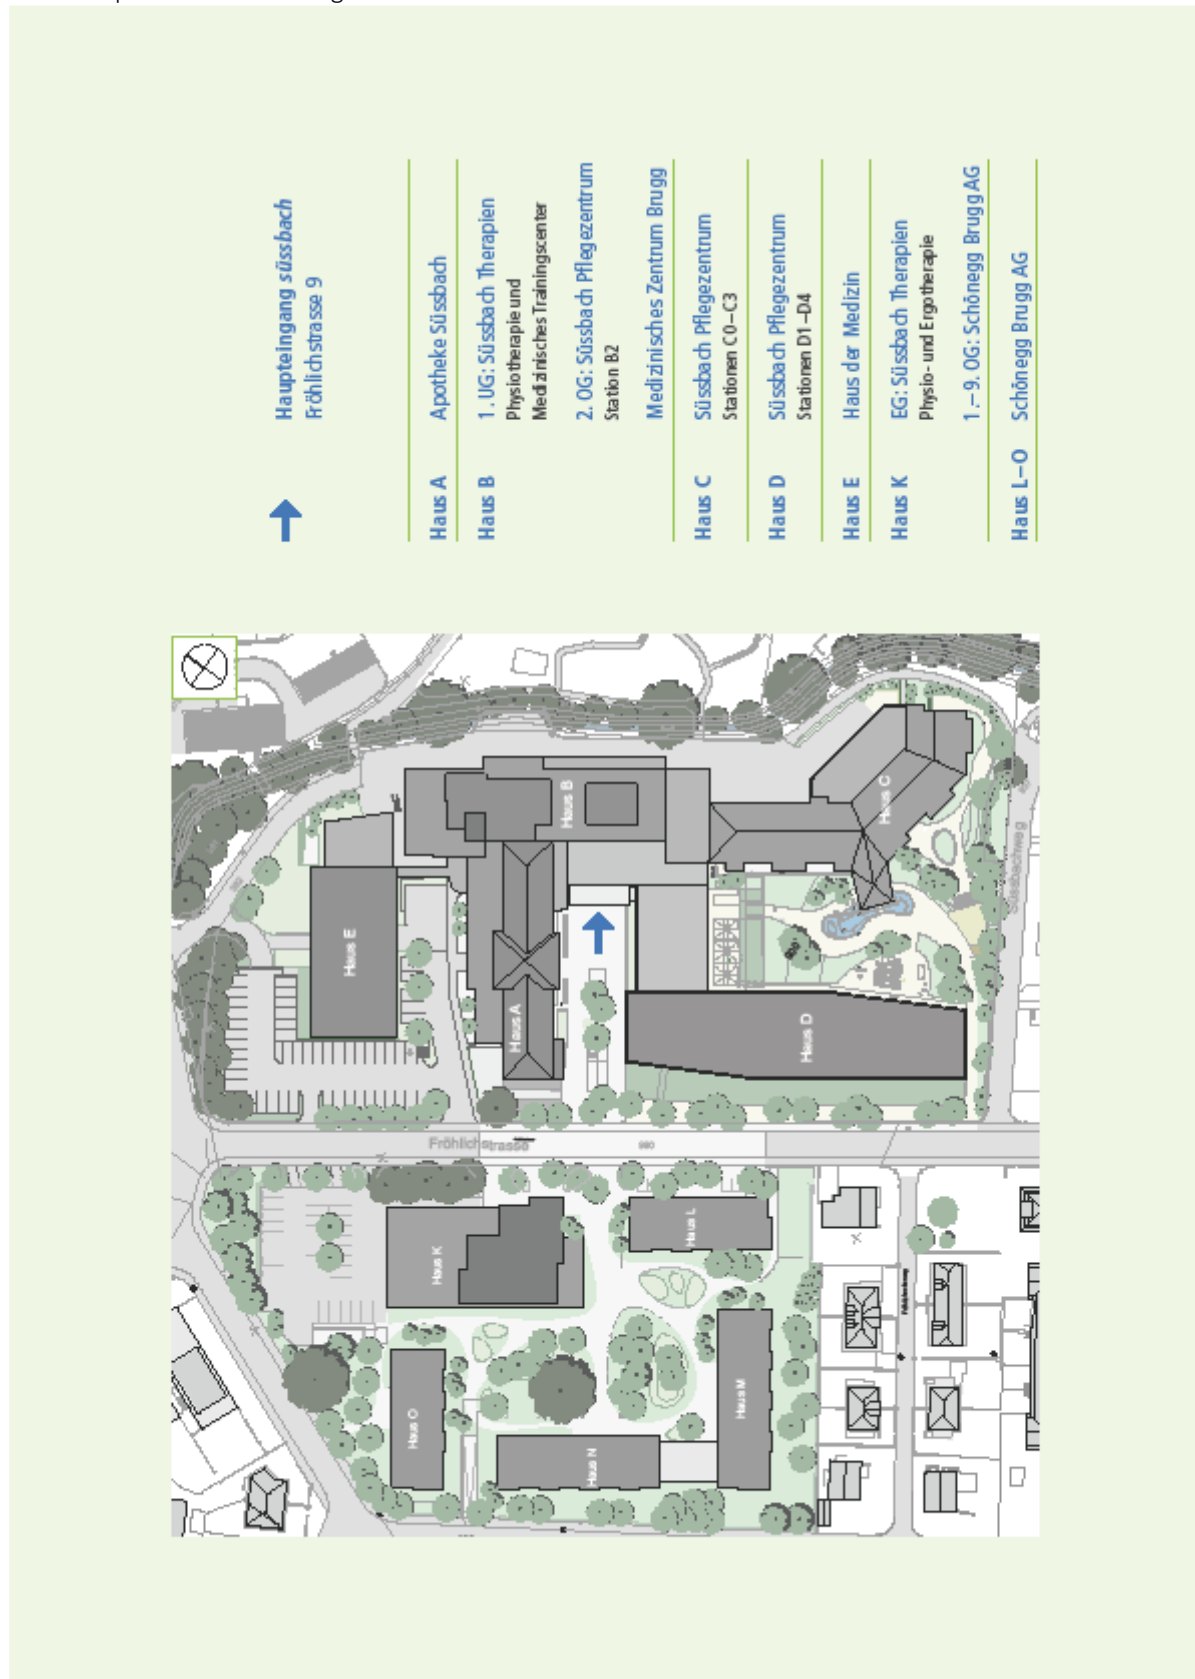 Haupteingang süssbach
Fröhlichstrasse 9
Haus A Apotheke Süssbach
Haus B 1. UG: Süssbach Therapien
Physiotherapie und
Medizinisches Trainingscenter
2. OG: Süssbach Pflegezentrum
Station B2
Medizinisches Zentrum Brugg
Haus C Süssbach Pflegezentrum
Stationen C0–C3
Haus D Süssbach Pflegezentrum
Stationen D1–D4
Haus E Haus der Medizin
Haus K EG: Süssbach Therapien
Physio- und Ergotherapie
1.– 9. OG: Schönegg Brugg AG
Haus L–O Schönegg Brugg AG
Haus E
Haus A
Haus B
Haus C
Haus D
Süssbachweg
Fröhlichstrasse
Haus K
Haus L
Haus O
Haus N
Haus M